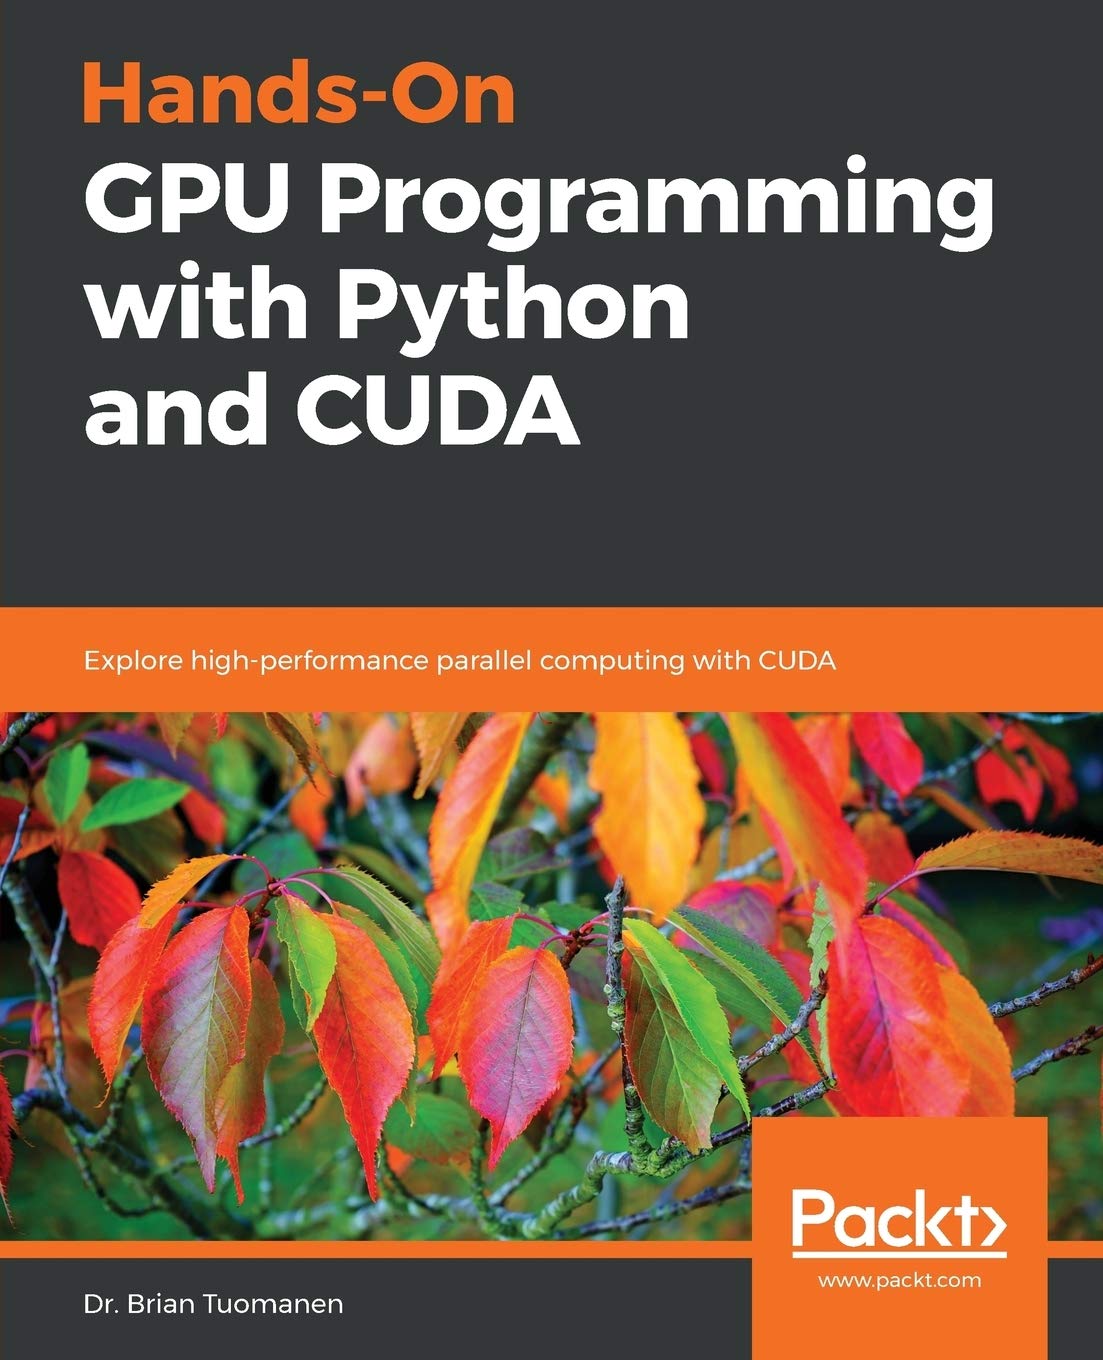 Hands-On
GPU Programming
with Python
and CUDA
Explore high-performance parallel computing with CUDA
Packt>
www.packt.com
Dr. Brian Tuomanen